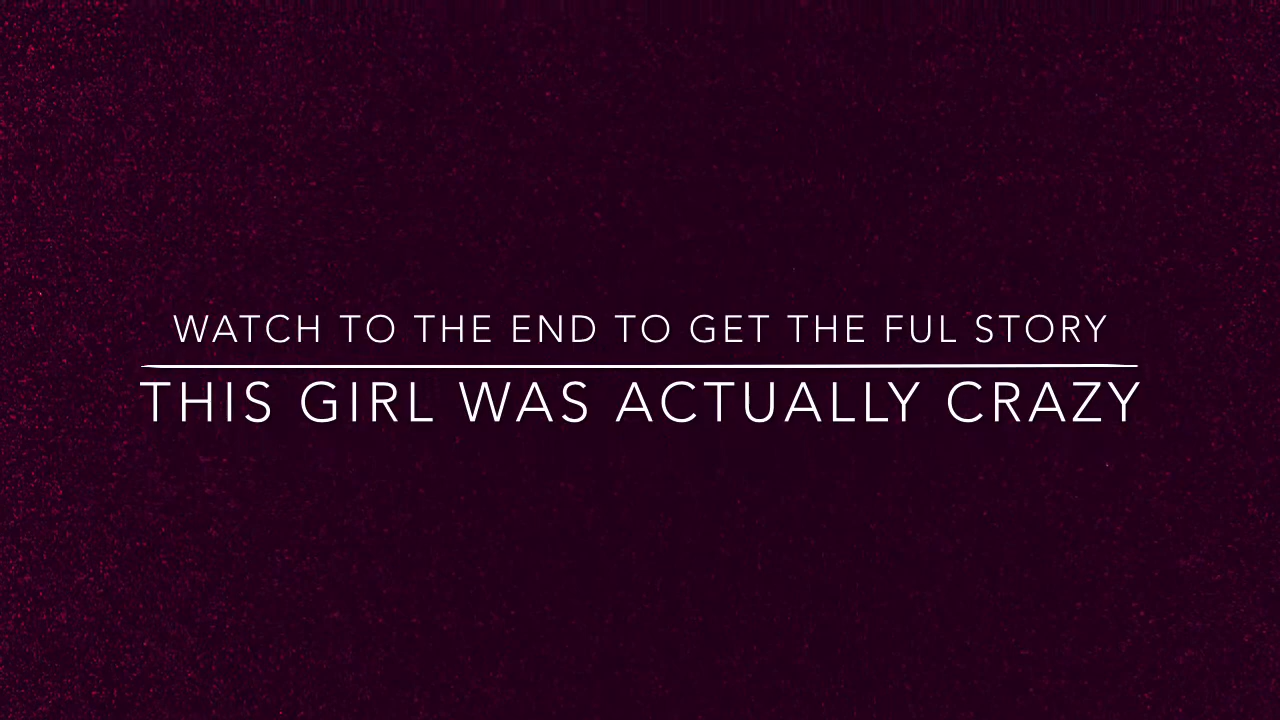 WATCH TO THE END TO GET THE FUL STORY
THIS GIRL WAS ACTUALLY CRAZY